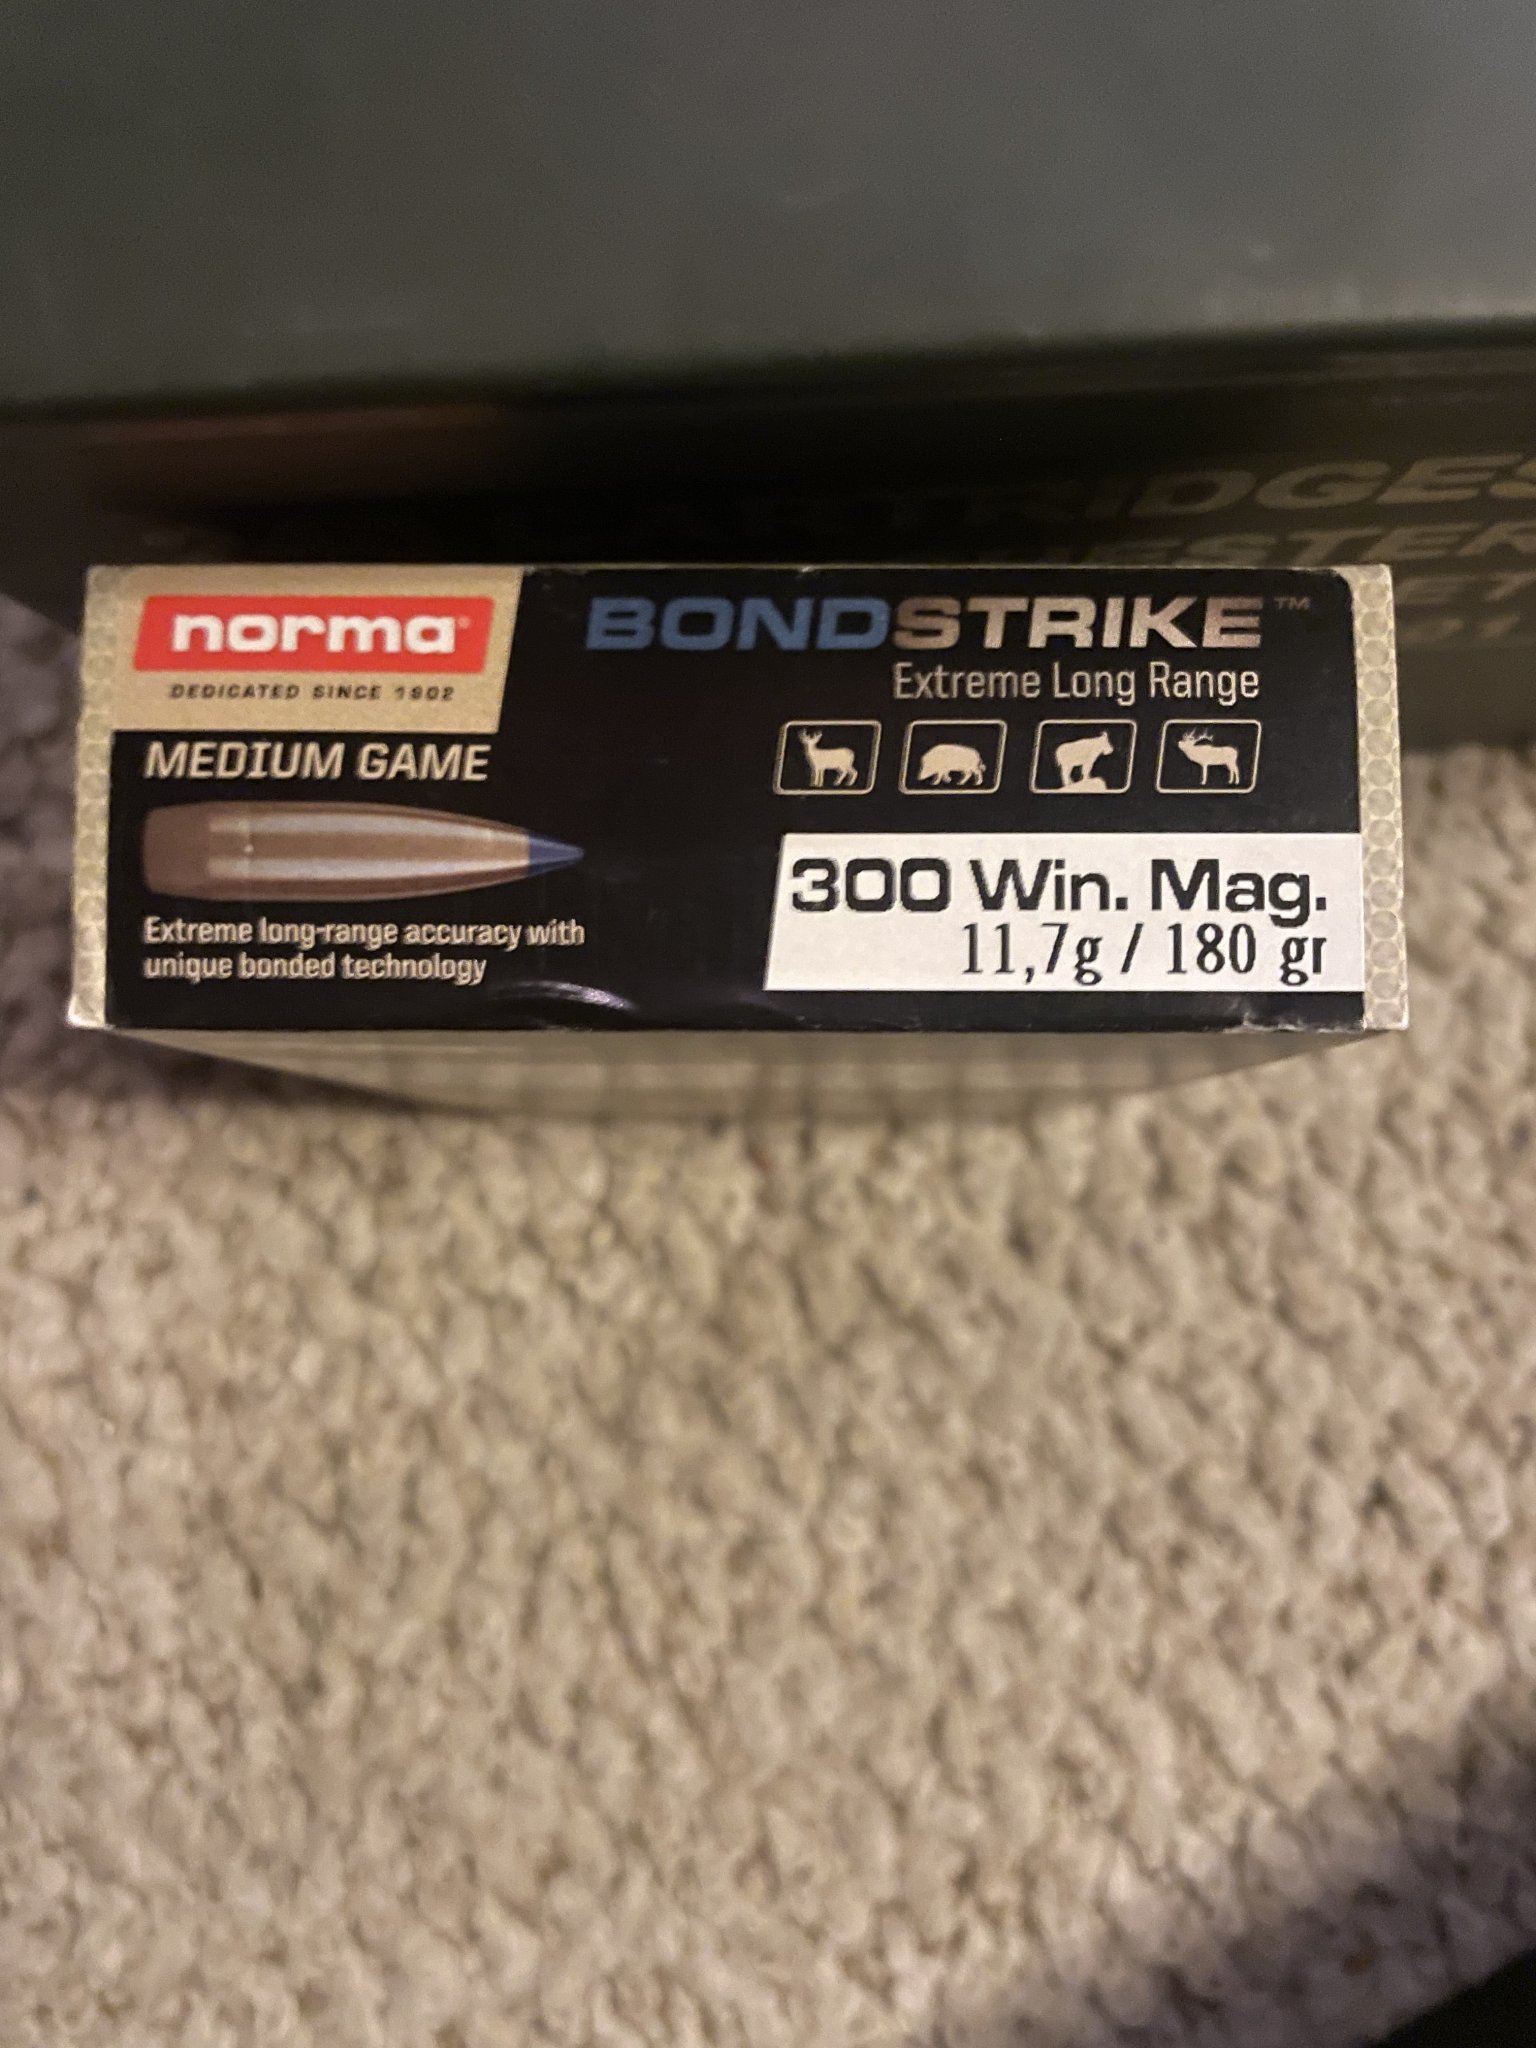 DGES
norma®
DEDICATED SINCE 1902
BONDSTRIKE™
Extreme Long Range
MEDIUM GAME
Extreme long-range accuracy with
unique bonded technology
300 Win. Mag.
11,7g / 180 gr